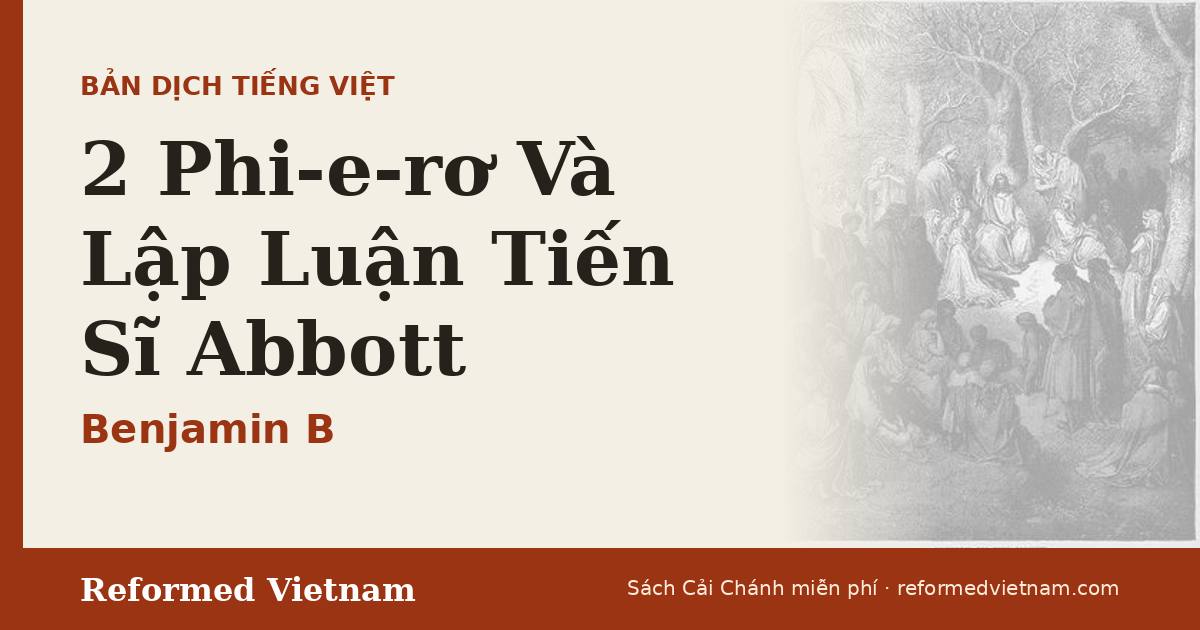 BẢN DỊCH TIẾNG VIỆT
2 Phi-e-rơ Và
Lập Luận Tiến
Sĩ Abbott
Benjamin B
Reformed Vietnam
Sách Cải Chánh miễn phí · reformedvietnam.com